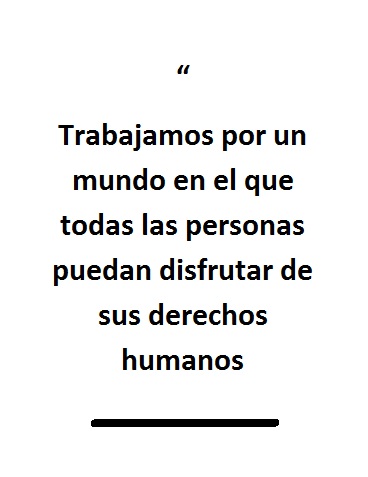 “
Trabajamos por un
mundo en el que
todas las personas
puedan disfrutar de
sus derechos
humanos